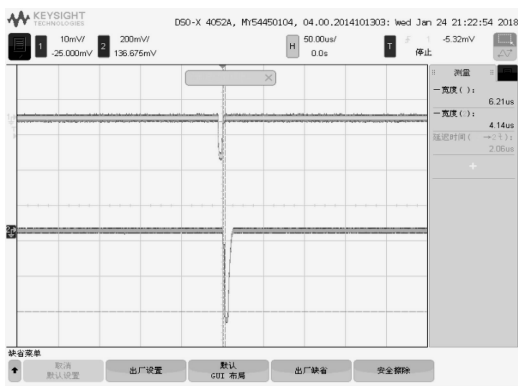 KEYSIGHT
TECHNOLOGIES
DSO-X 4052A, MY54450104, 04.00.2014101303: Wed Jan 24 21:22:54 2018
1 10mV/ -25.000mV
2 200mV/ 136.675mV
H 50.00us/ 0.0s
T -5.32mV
停止
测量
一宽度( ):
6.21us
一宽度( ):
4.14us
延迟时间( →2 ):
2.06us
+
缺省菜单
取消
默认设置
出厂设置
默认
GUI 布局
出厂缺省
安全擦除